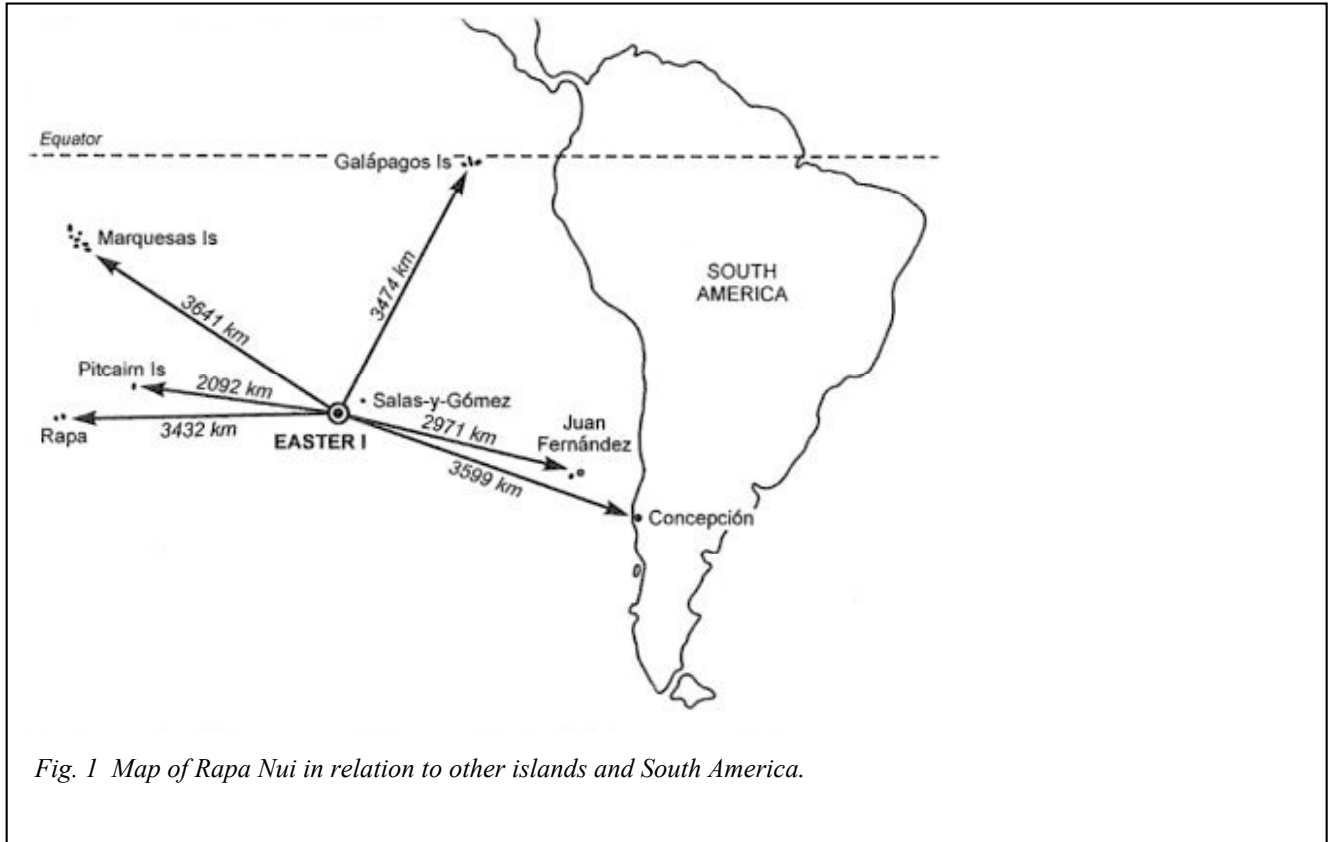 Equator
Galápagos Is
Marquesas Is
3474 km
SOUTH
AMERICA
3641 km
Pitcairn Is
2092 km
Salas-y-Gómez
Rapa
3432 km
EASTER I
2971 km
Juan
Fernández
3599 km
Concepción
Fig. 1 Map of Rapa Nui in relation to other islands and South America.